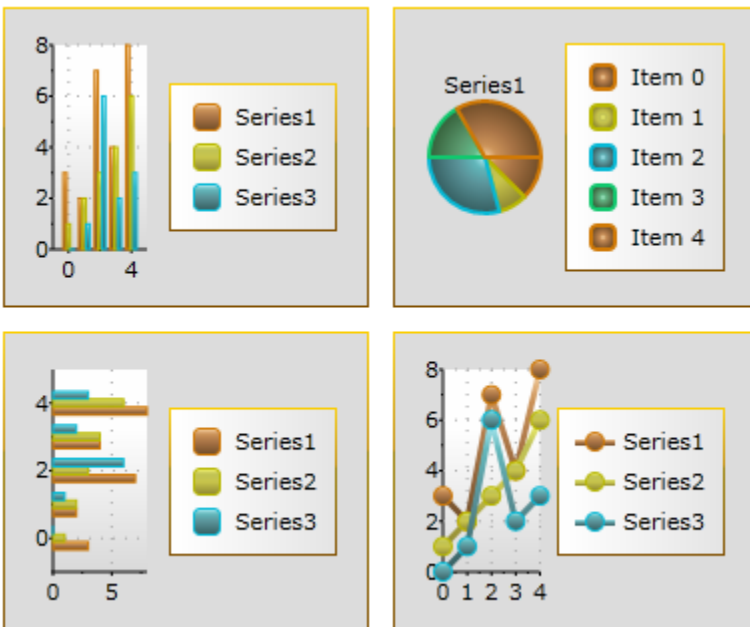 8
6
4
2
0
0 4
Series1
Series2
Series3
Series1
Item 0
Item 1
Item 2
Item 3
Item 4
4
2
0
0 5
Series1
Series2
Series3
8
6
4
2
0
0 1 2 3 4
Series1
Series2
Series3